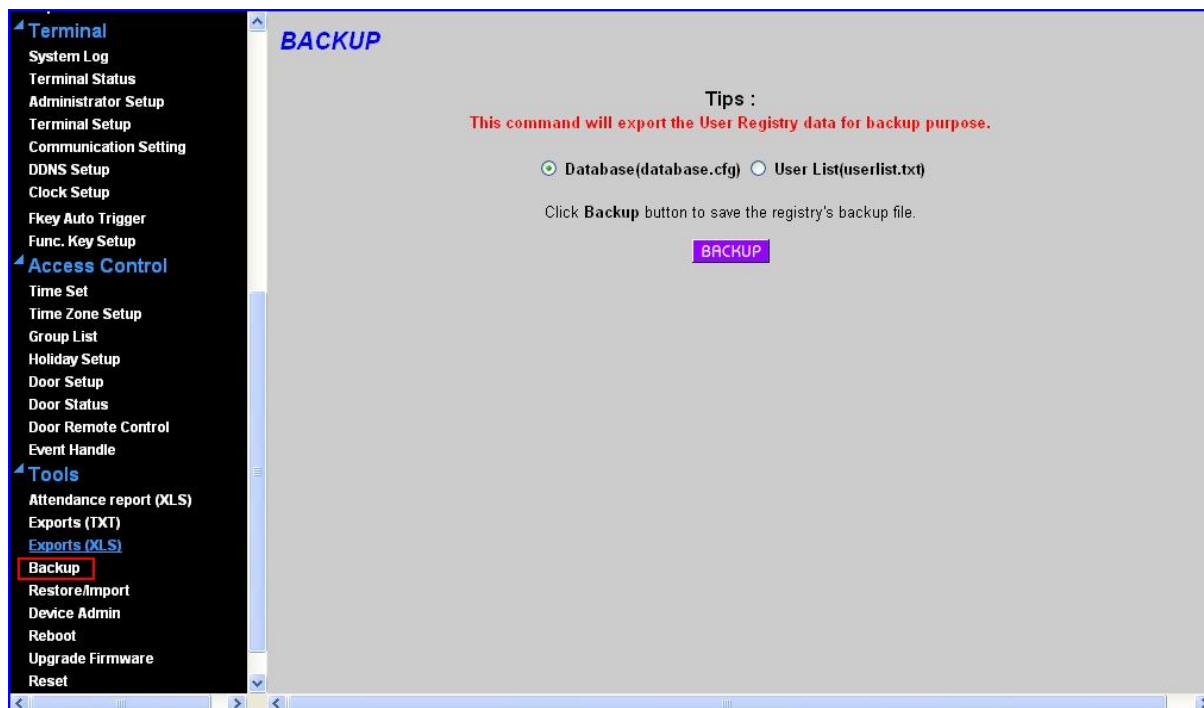 Terminal
System Log
Terminal Status
Administrator Setup
Terminal Setup
Communication Setting
DDNS Setup
Clock Setup
Fkey Auto Trigger
Func. Key Setup
Access Control
Time Set
Time Zone Setup
Group List
Holiday Setup
Door Setup
Door Status
Door Remote Control
Event Handle
Tools
Attendance report (XLS)
Exports (TXT)
Exports (XLS)
Backup
Restore/Import
Device Admin
Reboot
Upgrade Firmware
Reset
BACKUP
Tips :
This command will export the User Registry data for backup purpose.
Database(database.cfg) User List(userlist.txt)
Click Backup button to save the registry's backup file.
BACKUP